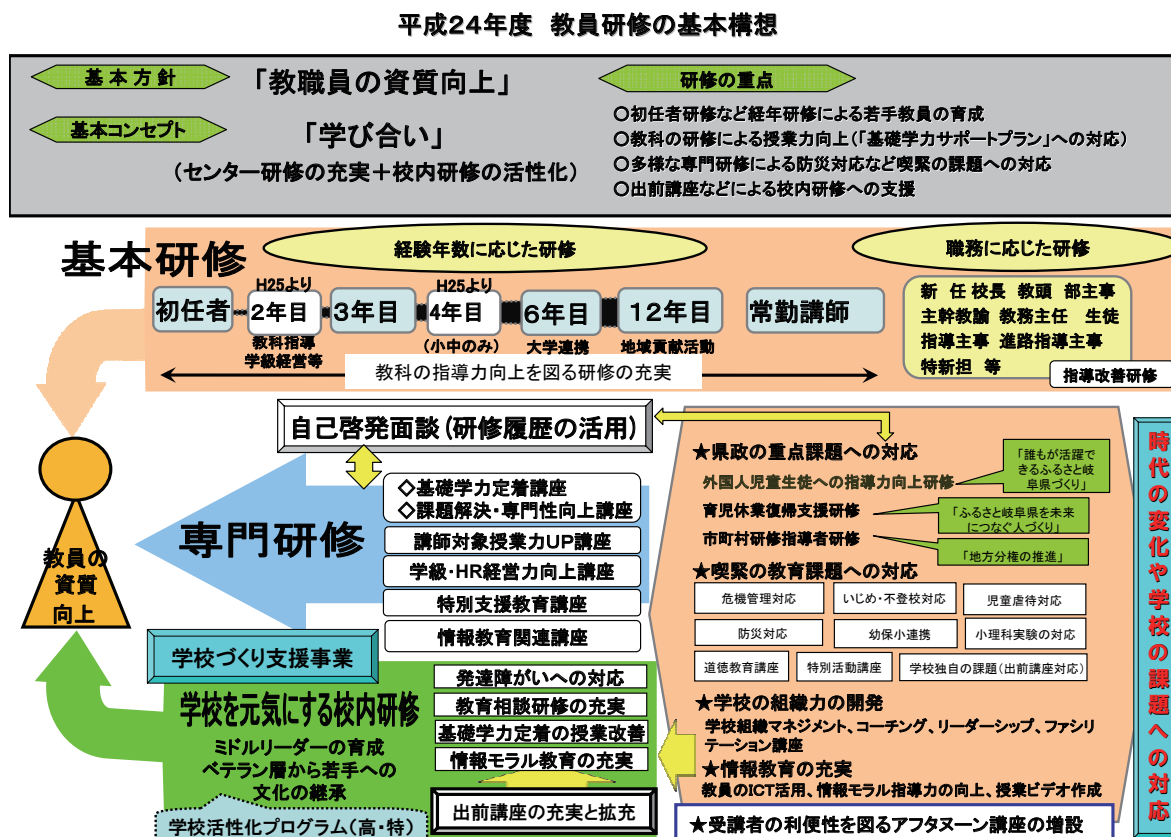 平成24年度 教員研修の基本構想
基本方針
「教職員の資質向上」
基本コンセプト
「学び合い」
(センター研修の充実+校内研修の活性化)
研修の重点
○初任者研修など経年研修による若手教員の育成
○教科の研修による授業力向上(「基礎学力サポートプラン」への対応)
○多様な専門研修による防災対応など喫緊の課題への対応
○出前講座などによる校内研修への支援
基本研修
経験年数に応じた研修
職務に応じた研修
初任者
H25より
2年目
教科指導
学級経営等
3年目
H25より
4年目
(小中のみ)
6年目
大学連携
12年目
地域貢献活動
常勤講師
教科の指導力向上を図る研修の充実
新 任 校長 教頭 部主事
主幹教諭 教務主任 生徒
指導主事 進路指導主事
特新担 等
指導改善研修
自己啓発面談(研修履歴の活用)
専門研修
◇基礎学力定着講座
◇課題解決・専門性向上講座
講師対象授業力UP講座
学級・HR経営力向上講座
特別支援教育講座
情報教育関連講座
教員の
資質
向上
学校づくり支援事業
学校を元気にする校内研修
ミドルリーダーの育成
ベテラン層から若手への
文化の継承
学校活性化プログラム(高・特)
発達障がいへの対応
教育相談研修の充実
基礎学力定着の授業改善
情報モラル教育の充実
出前講座の充実と拡充
★県政の重点課題への対応
外国人児童生徒への指導力向上研修
「誰もが活躍で
きるふるさと岐
阜県づくり」
育児休業復帰支援研修
「ふるさと岐阜県を未来
につなぐ人づくり」
市町村研修指導者研修
「地方分権の推進」
★喫緊の教育課題への対応
危機管理対応
いじめ・不登校対応
児童虐待対応
防災対応
幼保小連携
小理科実験の対応
道徳教育講座
特別活動講座
学校独自の課題(出前講座対応)
★学校の組織力の開発
学校組織マネジメント、コーチング、リーダーシップ、ファシリ
テーション講座
★情報教育の充実
教員のICT活用、情報モラル指導力の向上、授業ビデオ作成
★受講者の利便性を図るアフタヌーン講座の増設
時代の変化や学校の課題への対応